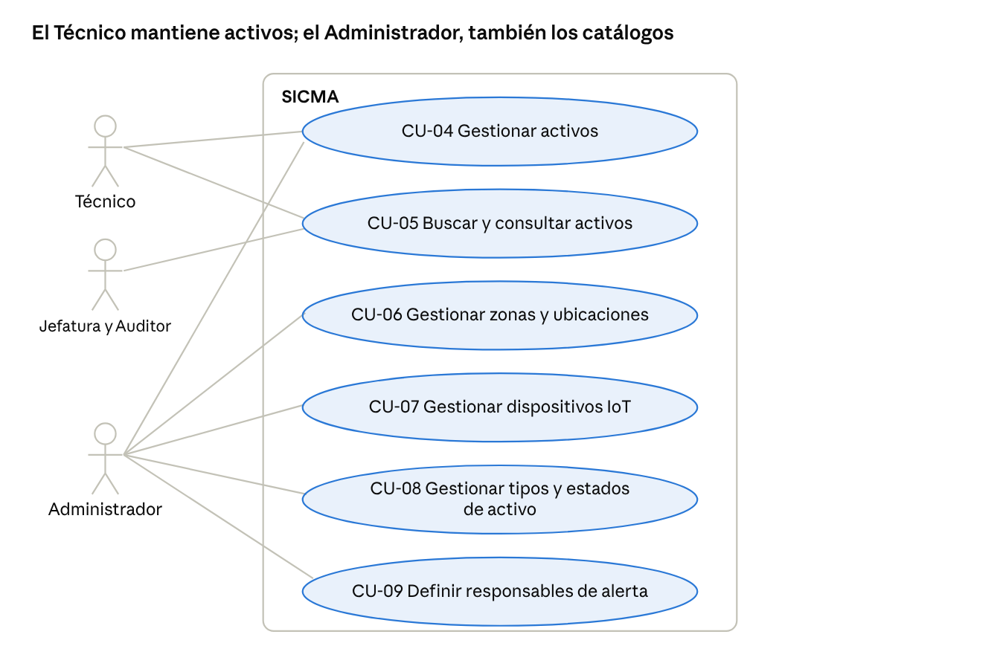 El Técnico mantiene activos; el Administrador, también los catálogos
SICMA
CU-04 Gestionar activos
Técnico
CU-05 Buscar y consultar activos
Jefatura y Auditor
CU-06 Gestionar zonas y ubicaciones
CU-07 Gestionar dispositivos IoT
Administrador
CU-08 Gestionar tipos y estados
de activo
CU-09 Definir responsables de alerta